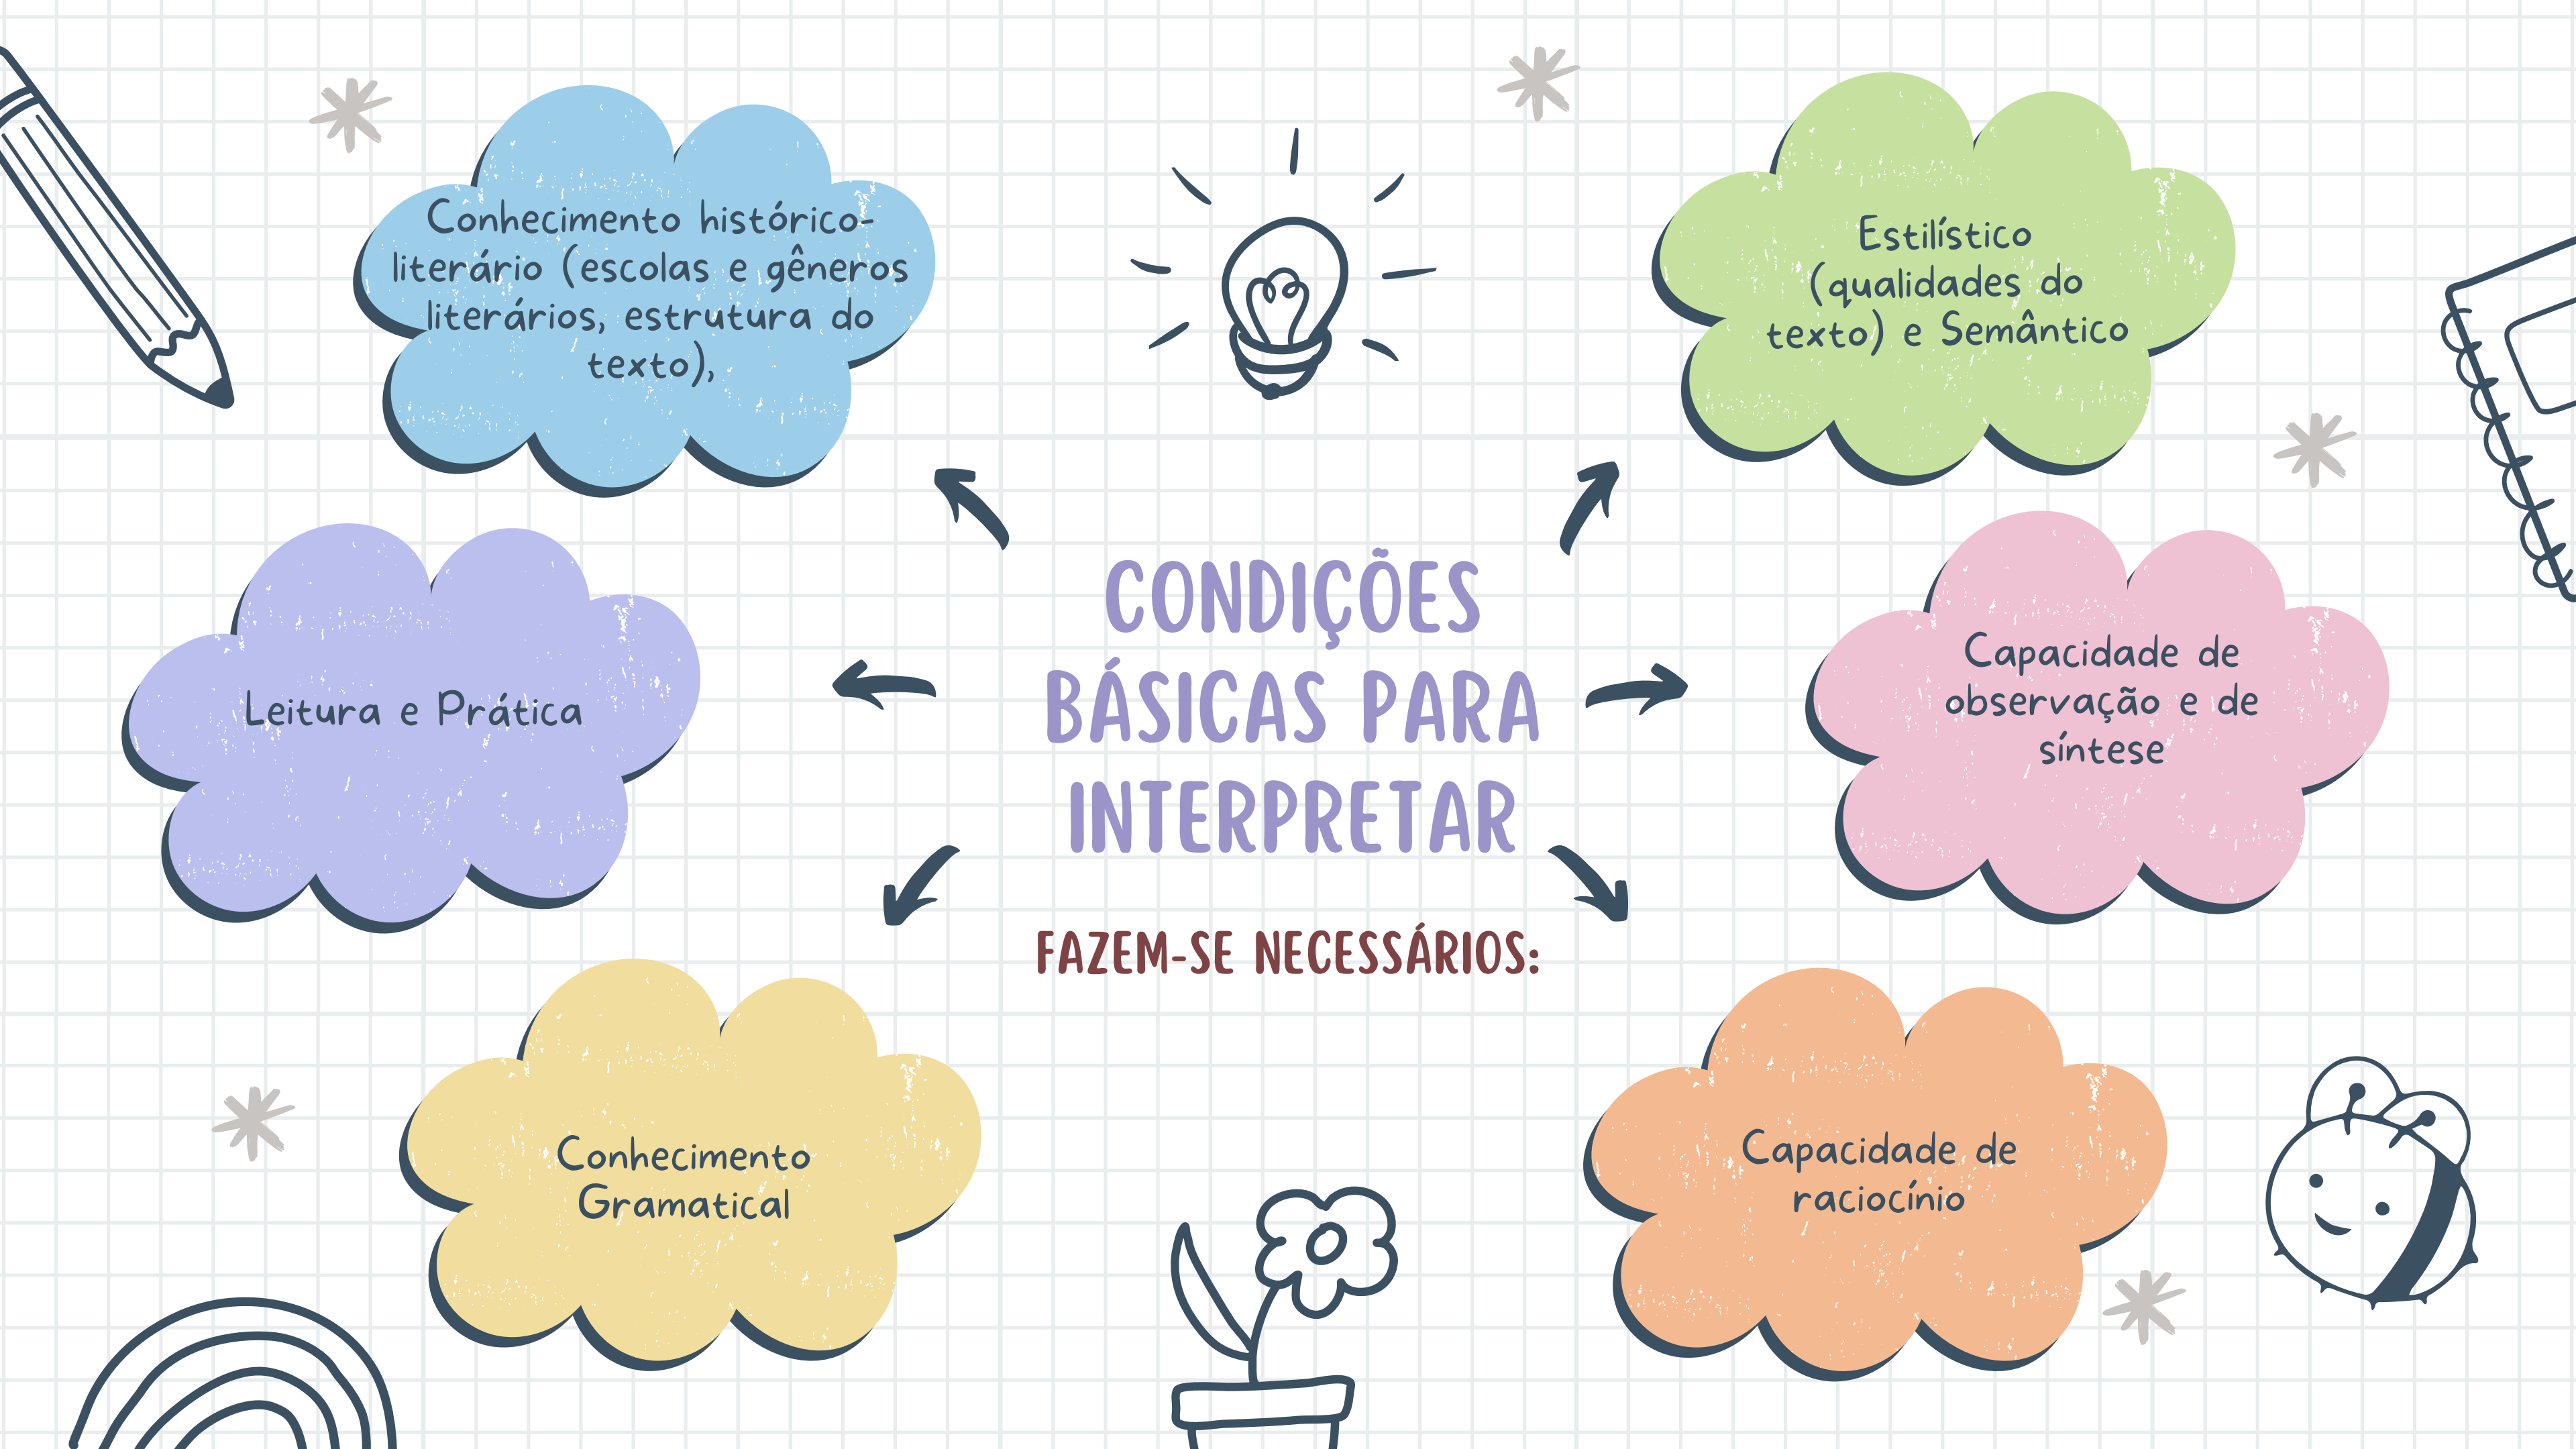 Conhecimento histórico-
literário (escolas e gêneros
literários, estrutura do
texto),
Estilístico
(qualidades do
texto) e Semântico
CONDIÇÕES
BÁSICAS PARA
INTERPRETAR
FAZEM-SE NECESSÁRIOS:
Leitura e Prática
Capacidade de
observação e de
síntese
Conhecimento
Gramatical
Capacidade de
raciocínio